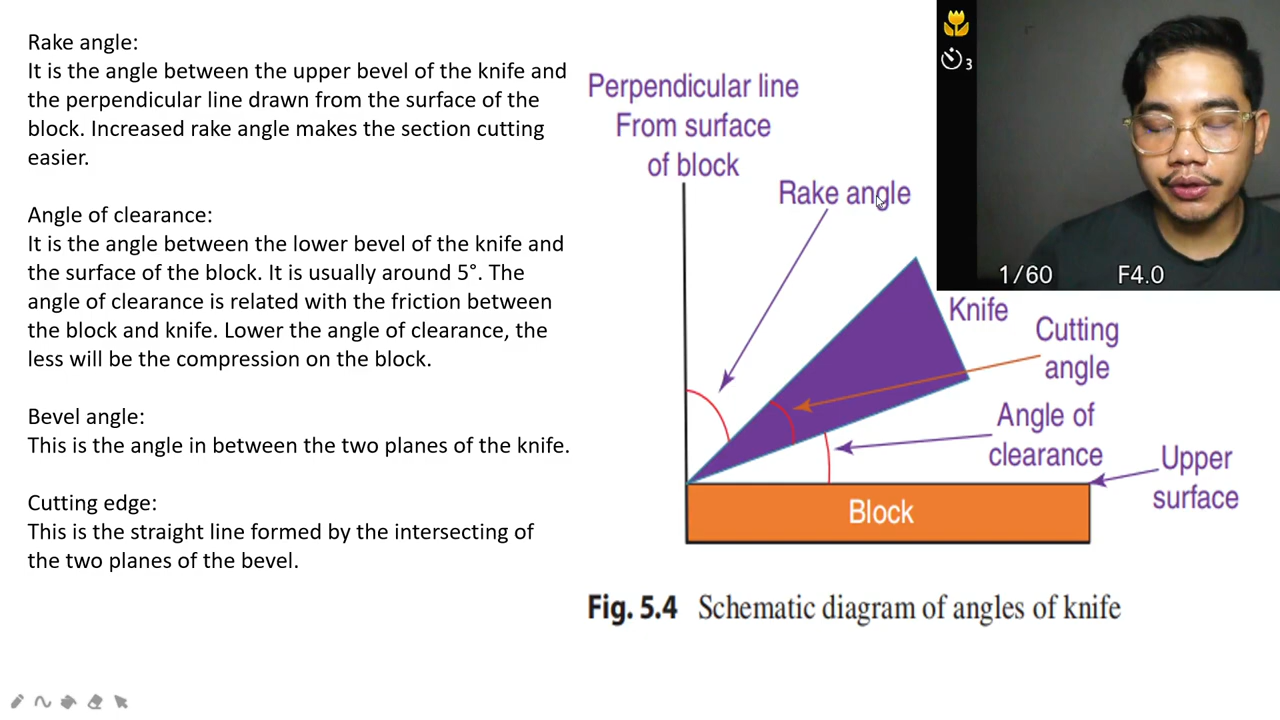 Rake angle:
It is the angle between the upper bevel of the knife and
the perpendicular line drawn from the surface of the
block. Increased rake angle makes the section cutting
easier.
Angle of clearance:
It is the angle between the lower bevel of the knife and
the surface of the block. It is usually around 5°. The
angle of clearance is related with the friction between
the block and knife. Lower the angle of clearance, the
less will be the compression on the block.
Bevel angle:
This is the angle in between the two planes of the knife.
Cutting edge:
This is the straight line formed by the intersecting of
the two planes of the bevel.
Perpendicular line
From surface
of block
Rake angle
Knife
Cutting
angle
Angle of
clearance
Upper
surface
Block
Fig. 5.4 Schematic diagram of angles of knife
3
1/60 F4.0